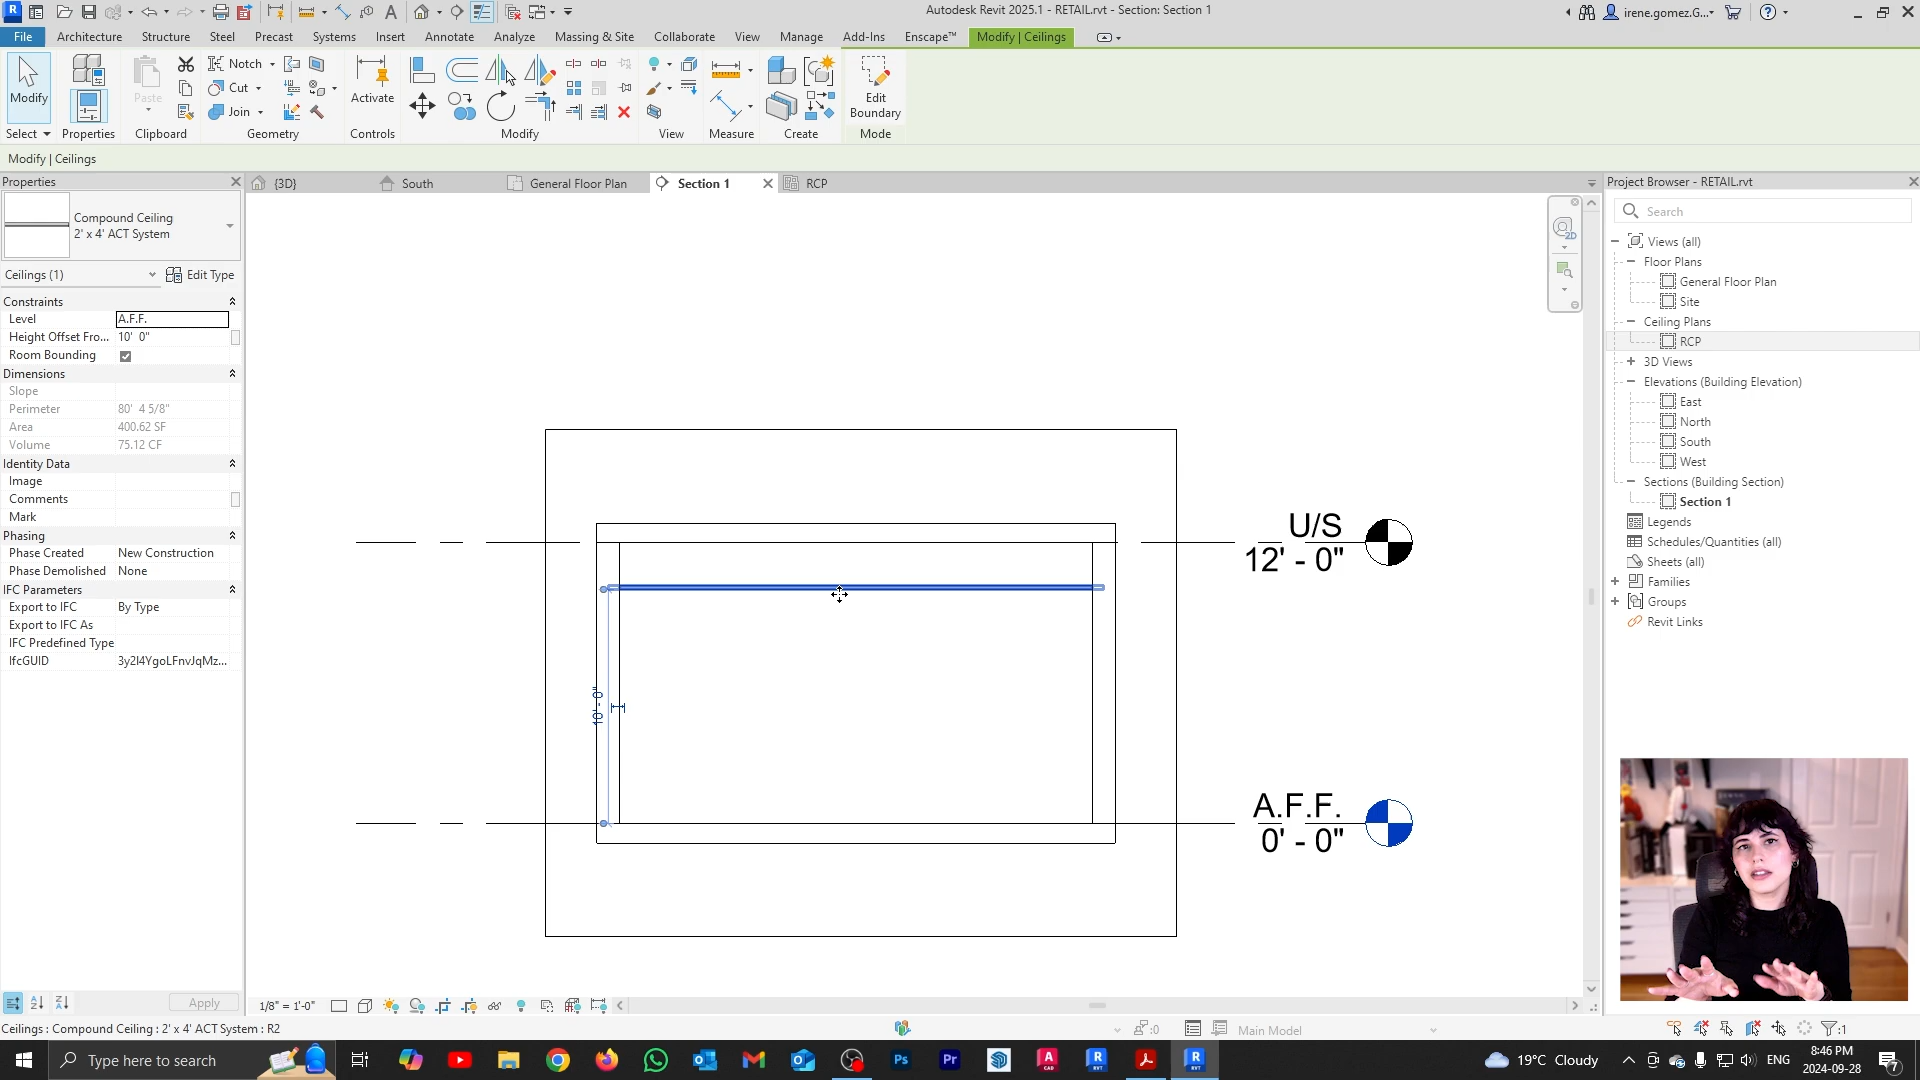 Autodesk Revit 2025.1 - RETAIL.rvt - Section: Section 1
irene.gomez.G...
File Architecture Structure Steel Precast Systems Insert Annotate Analyze Massing & Site Collaborate View Manage Add-Ins Enscape™ Modify | Ceilings
Modify
Paste
Notch
Cut
Join
Activate
Edit
Boundary
Select Properties Clipboard Geometry Controls Modify View Measure Create Mode
Modify | Ceilings
Properties
{3D} South General Floor Plan Section 1 RCP
Project Browser - RETAIL.rvt
Compound Ceiling
2' x 4' ACT System
Ceilings (1) Edit Type
Constraints
Level A.F.F.
Height Offset Fro... 10' 0"
Room Bounding
Dimensions
Slope
Perimeter 80' 4 5/8"
Area 400.62 SF
Volume 75.12 CF
Identity Data
Image
Comments
Mark
Phasing
Phase Created New Construction
Phase Demolished None
IFC Parameters
Export to IFC By Type
Export to IFC As
IFC Predefined Type
IfcGUID 3y2I4YgoLFnvJqMz...
Apply
U/S
12' - 0"
10' - 0"
A.F.F.
0' - 0"
2D
Search
Views (all)
Floor Plans
General Floor Plan
Site
Ceiling Plans
RCP
3D Views
Elevations (Building Elevation)
East
North
South
West
Sections (Building Section)
Section 1
Legends
Schedules/Quantities (all)
Sheets (all)
Families
Groups
Revit Links
1/8" = 1'-0"
Ceilings : Compound Ceiling : 2' x 4' ACT System : R2
:0
Main Model
:1
Type here to search
19°C Cloudy
ENG
8:46 PM
2024-09-28
7